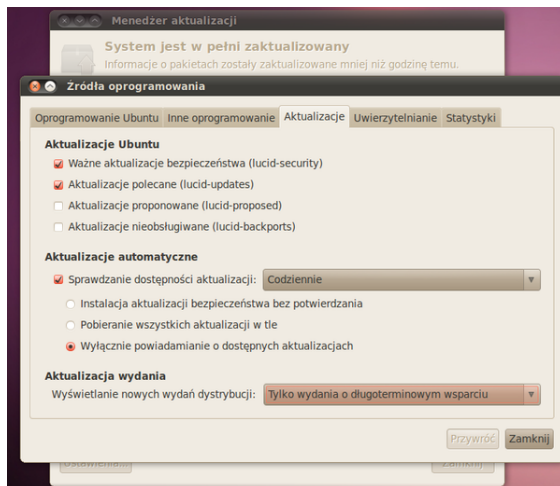 Menedżer aktualizacji
System jest w pełni zaktualizowany
Informacje o pakietach zostały zaktualizowane mniej niż godzinę temu.
Źródła oprogramowania
Oprogramowanie Ubuntu Inne oprogramowanie Aktualizacje Uwierzytelnianie Statystyki
Aktualizacje Ubuntu
Ważne aktualizacje bezpieczeństwa (lucid-security)
Aktualizacje polecane (lucid-updates)
Aktualizacje proponowane (lucid-proposed)
Aktualizacje nieobsługiwane (lucid-backports)
Aktualizacje automatyczne
Sprawdzanie dostępności aktualizacji: Codziennie
Instalacja aktualizacji bezpieczeństwa bez potwierdzania
Pobieranie wszystkich aktualizacji w tle
Wyłącznie powiadamianie o dostępnych aktualizacjach
Aktualizacja wydania
Wyświetlanie nowych wydań dystrybucji: Tylko wydania o długoterminowym wsparciu
Przywróć Zamknij
Ustawienia... Zamknij